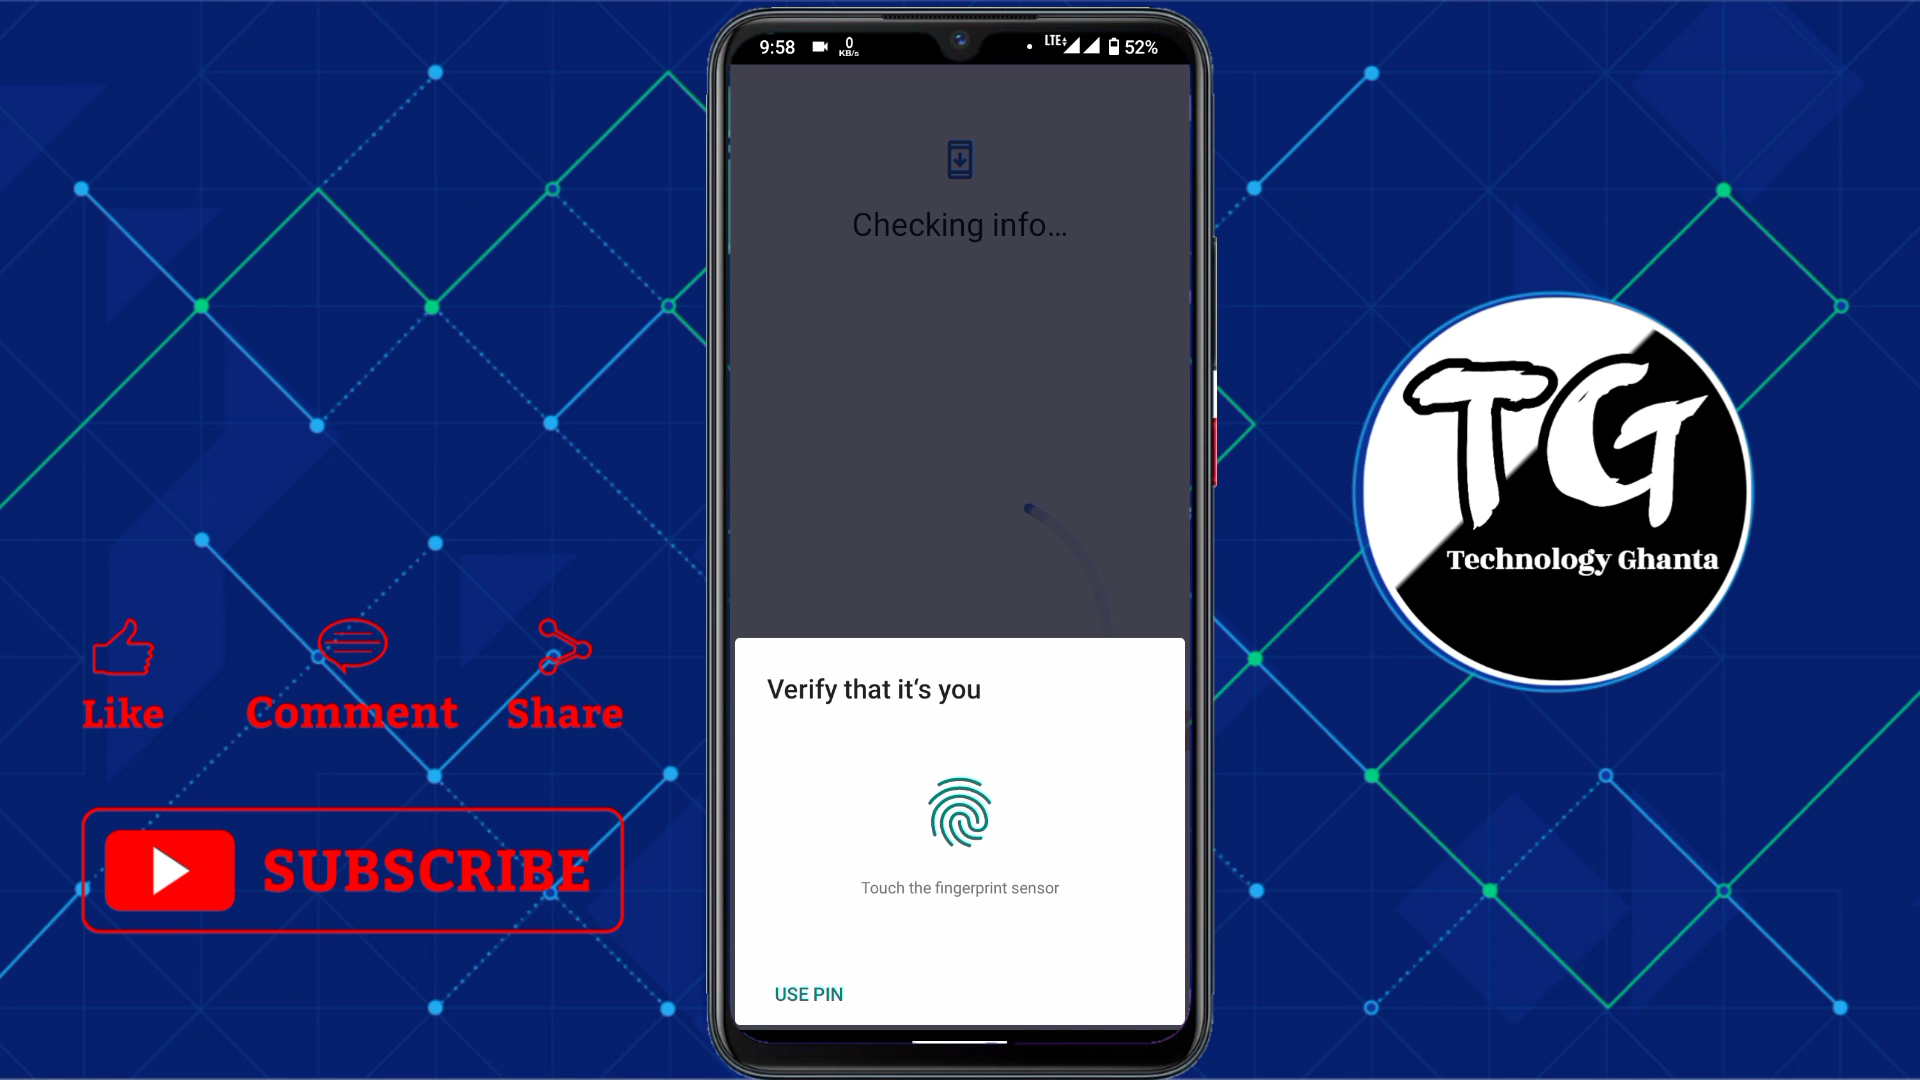 9:58
0
KB/s
LTE
52%
Checking info...
Verify that it‘s you
Touch the fingerprint sensor
USE PIN
Like
Comment
Share
SUBSCRIBE
TG
Technology Ghanta